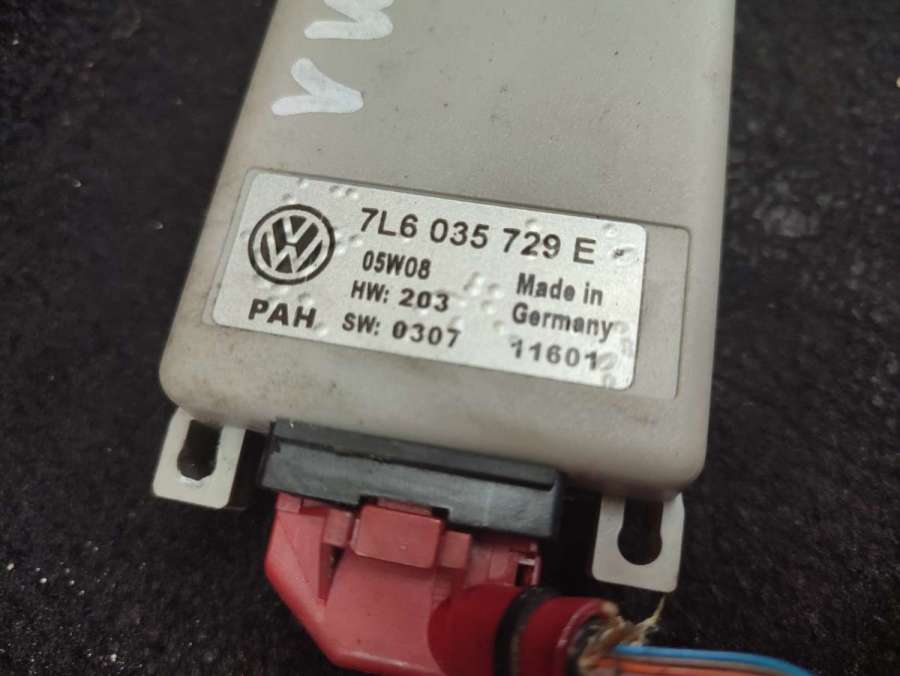 7L6 035 729 E
05W08
HW: 203
Made in
Germany
PAH SW: 0307
11601